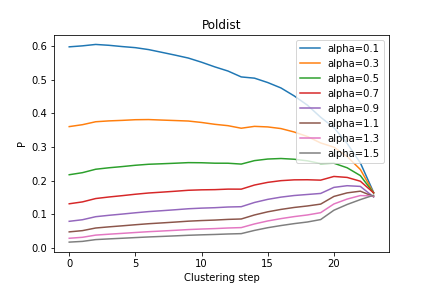 Poldist
0.6
0.5
0.4
0.3
0.2
0.1
0.0
P
0 5 10 15 20
Clustering step
alpha=0.1
alpha=0.3
alpha=0.5
alpha=0.7
alpha=0.9
alpha=1.1
alpha=1.3
alpha=1.5